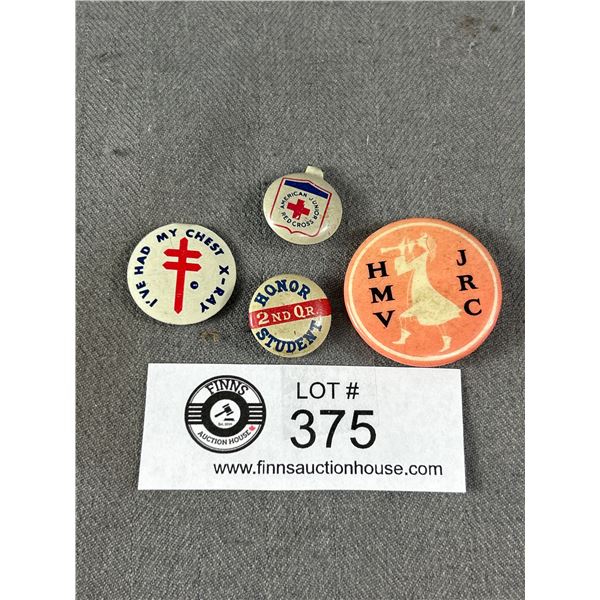 AMERICAN JUNIOR
RED CROSS
I'VE HAD MY CHEST X-RAY
HONOR
2ND QR
STUDENT
H
M
V
J
R
C
FINNS
AUCTION HOUSE
LOT #
375
www.finnsauctionhouse.com